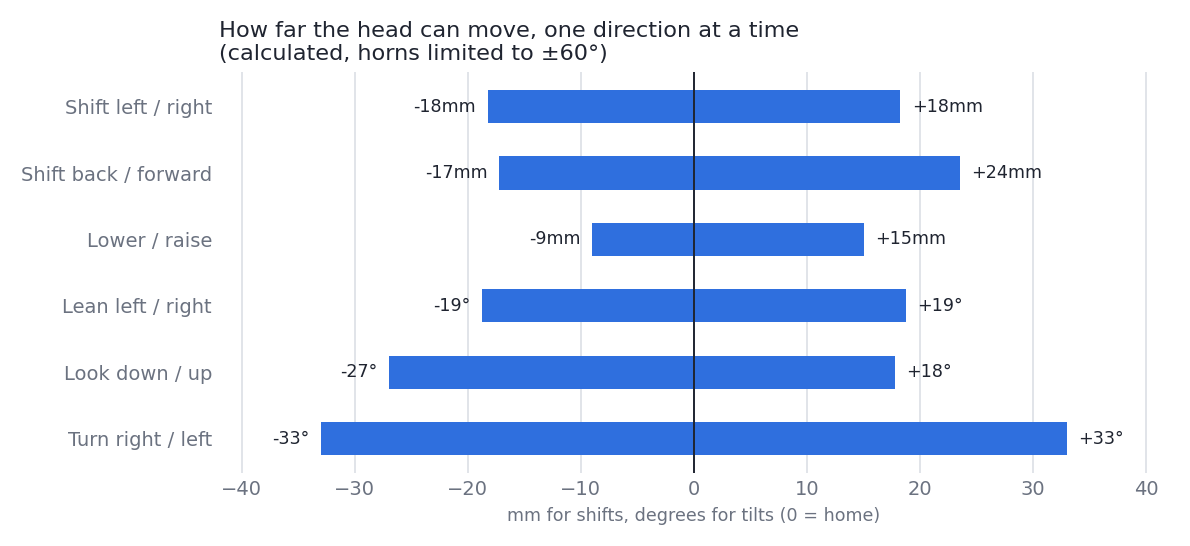 How far the head can move, one direction at a time
(calculated, horns limited to ±60°)
Shift left / right
-18mm
+18mm
Shift back / forward
-17mm
+24mm
Lower / raise
-9mm
+15mm
Lean left / right
-19°
+19°
Look down / up
-27°
+18°
Turn right / left
-33°
+33°
−40 −30 −20 −10 0 10 20 30 40
mm for shifts, degrees for tilts (0 = home)